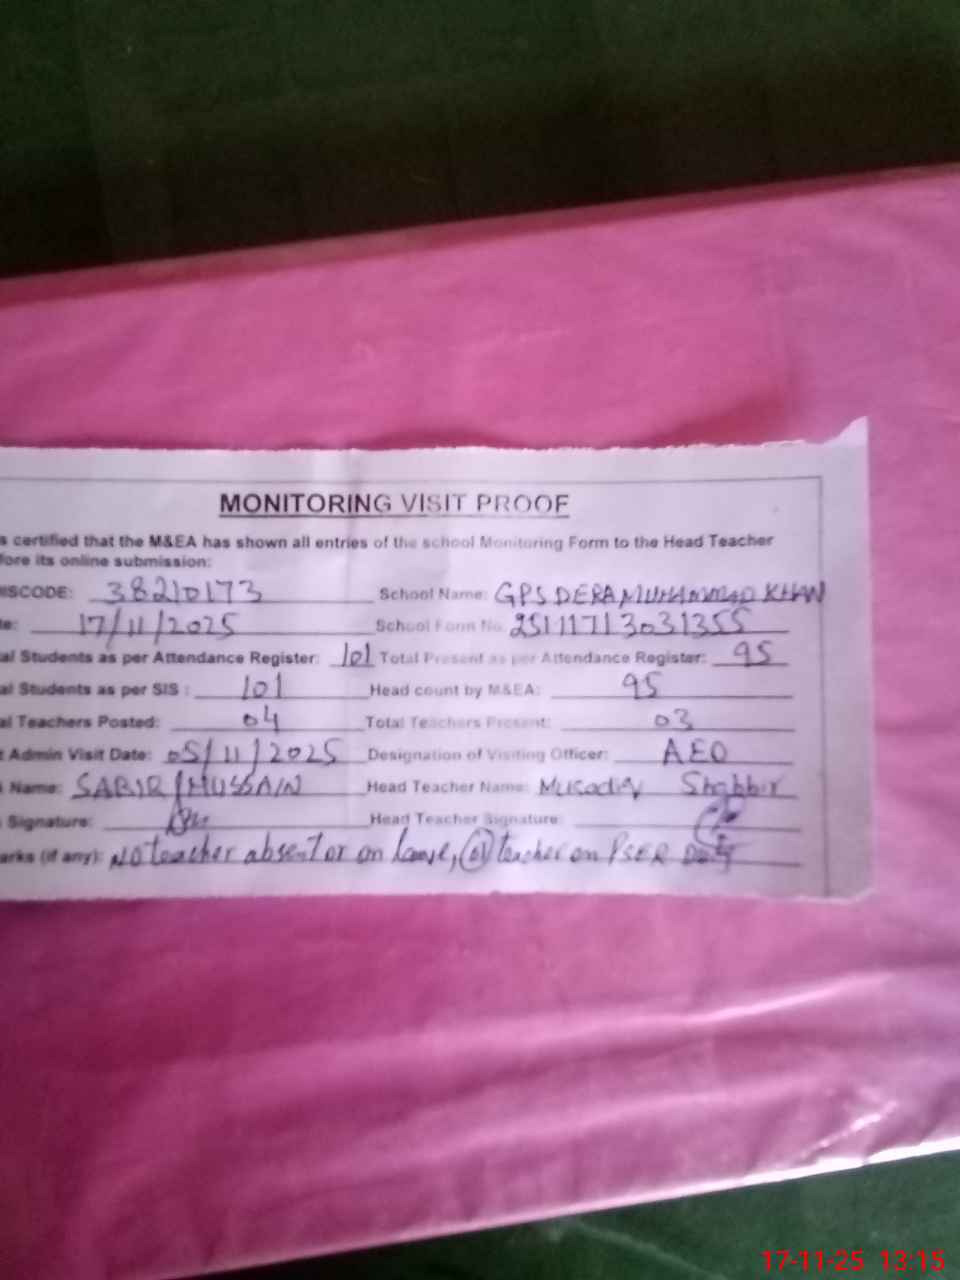 MONITORING VISIT PROOF
s certified that the M&EA has shown all entries of the school Monitoring Form to the Head Teacher
fore its online submission:
ISCODE: 38210173 School Name: GPS DERA MUHAMMAD KHAN
te: 17/11/2025 School Form No. 25111713031355
al Students as per Attendance Register: 101 Total Present as per Attendance Register: 95
al Students as per SIS : 101 Head count by M&EA: 95
al Teachers Posted: 04 Total Teachers Present: 03
t Admin Visit Date: 05/11/2025 Designation of Visiting Officer: AEO
Name: SABIR HUSSAIN Head Teacher Name: Shabbir
Signature: Head Teacher Signature:
arks (if any): NO teacher absent or on leave, 01 teacher on PSER Duty
17-11-25 13:15